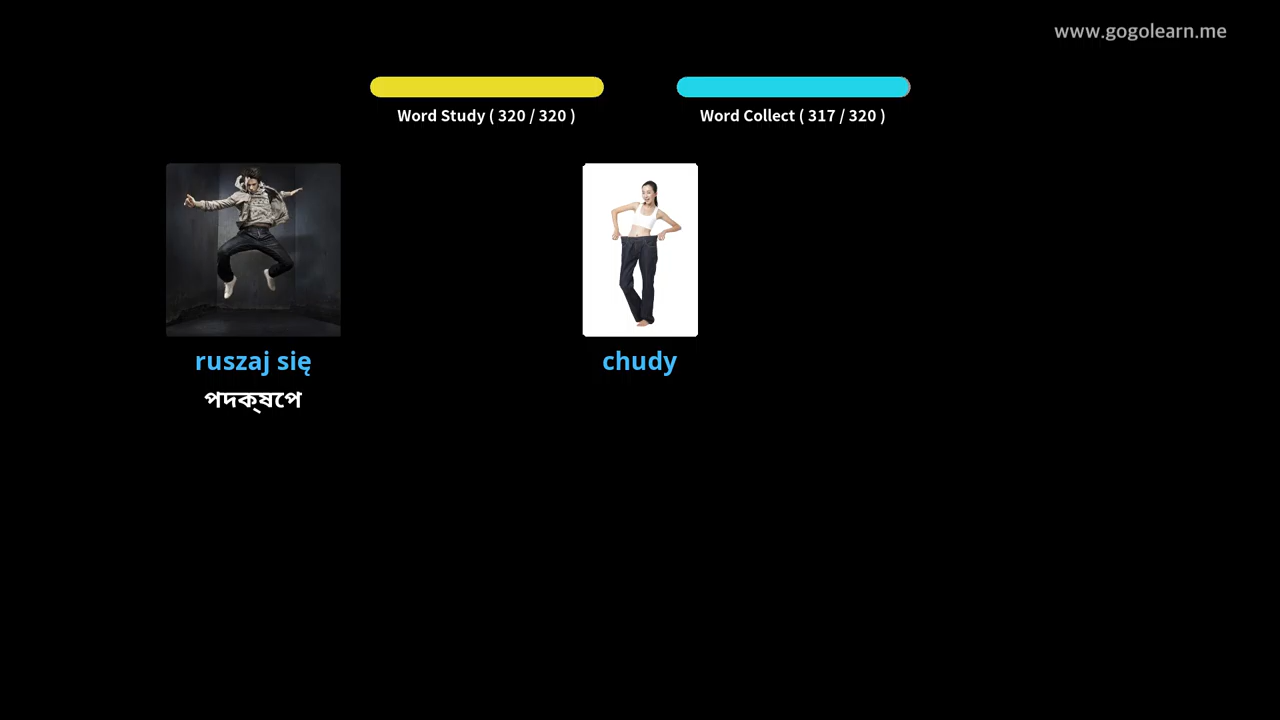 www.gogolearn.me
Word Study ( 320 / 320 )
Word Collect ( 317 / 320 )
ruszaj się
chudy
পদক্ষেপ